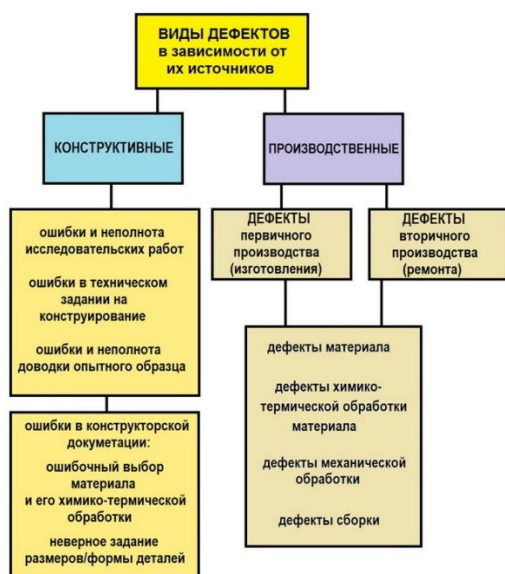 ВИДЫ ДЕФЕКТОВ
в зависимости от
их источников
КОНСТРУКТИВНЫЕ
ПРОИЗВОДСТВЕННЫЕ
ошибки и неполнота
исследовательских работ
ошибки в техническом
задании на
конструирование
ошибки и неполнота
доводки опытного образца
ошибки в конструкторской
докуметации:
ошибочный выбор
материала
и его химико-термической
обработки
неверное задание
размеров/формы деталей
ДЕФЕКТЫ
первичного
производства
(изготовления)
ДЕФЕКТЫ
вторичного
производства
(ремонта)
дефекты материала
дефекты химико-
термической обработки
материала
дефекты механической
обработки
дефекты сборки